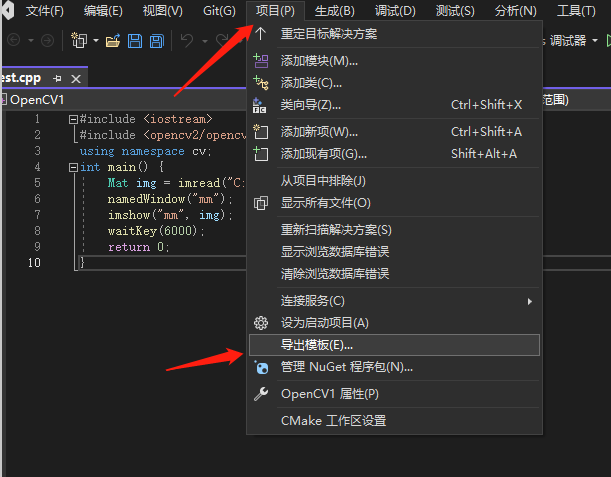 文件(F) 编辑(E) 视图(V) Git(G) 项目(P) 生成(B) 调试(D) 测试(S) 分析(N) 工具(T)
调试器
est.cpp
OpenCV1
范围)
重定目标解决方案
添加模块(M)...
添加类(C)...
类向导(Z)... Ctrl+Shift+X
添加新项(W)... Ctrl+Shift+A
添加现有项(G)... Shift+Alt+A
从项目中排除(J)
显示所有文件(O)
重新扫描解决方案(S)
显示浏览数据库错误
清除浏览数据库错误
连接服务(C)
设为启动项目(A)
导出模板(E)...
管理 NuGet 程序包(N)...
OpenCV1 属性(P)
CMake 工作区设置
1 #include <iostream>
2 #include <opencv2/openc
3 using namespace cv;
4 int main() {
5 Mat img = imread("C:
6 namedWindow("mm");
7 imshow("mm", img);
8 waitKey(6000);
9 return 0;
10 }